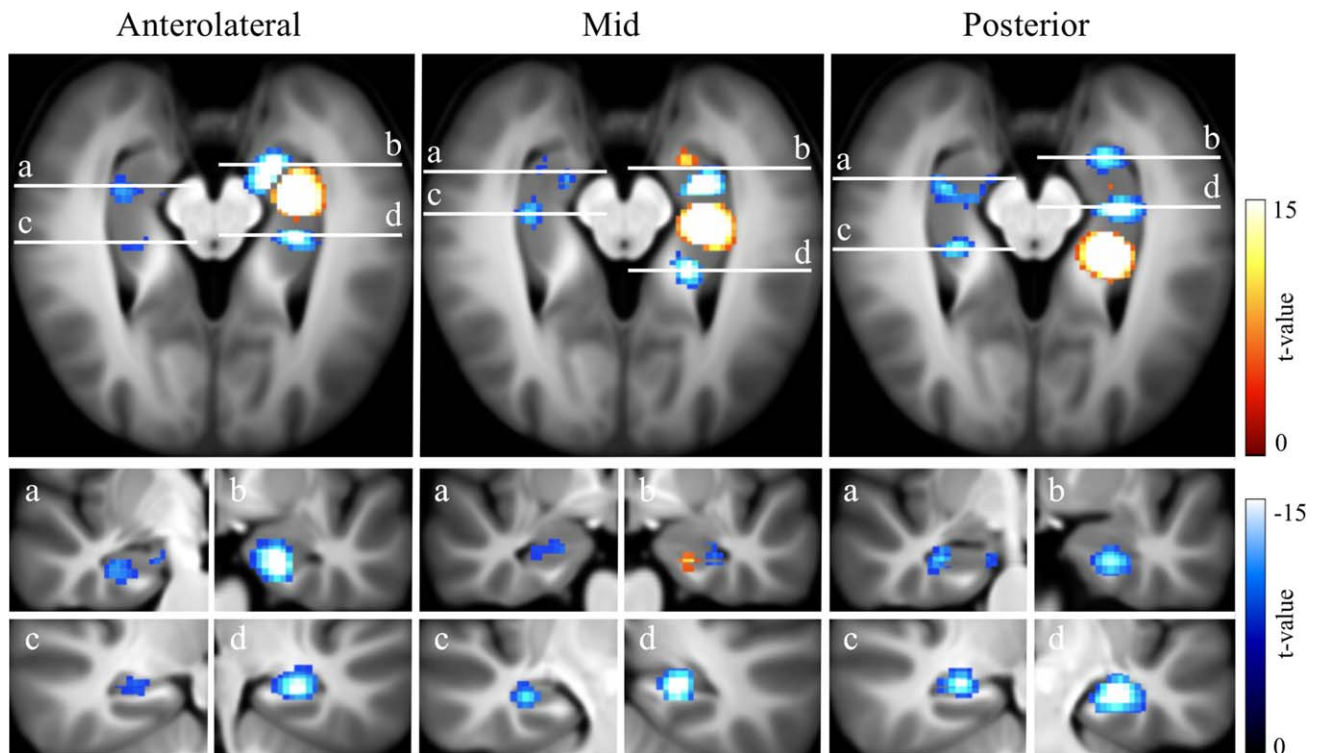 Anterolateral Mid Posterior
a b c d
a b c d
a b c d
15
t-value
0
a b a b a b
c d c d c d
-15
t-value
0